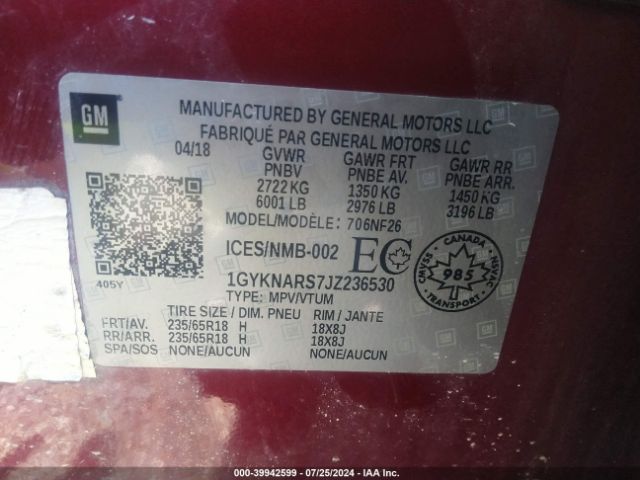 GM
MANUFACTURED BY GENERAL MOTORS LLC
FABRIQUÉ PAR GENERAL MOTORS LLC
04/18 GVWR GAWR FRT GAWR RR
PNBV PNBE AV. PNBE ARR.
2722 KG 1350 KG 1450 KG
6001 LB 2976 LB 3196 LB
MODEL/MODÈLE: 706NF26
ICES/NMB-002 EC
CANADA
CMVSS 985 NSVAC
405Y
1GYKNARS7JZ236530
TYPE: MPV/VTUM
TIRE SIZE / DIM. PNEU RIM / JANTE
FRT/AV. 235/65R18 H 18X8J
RR/ARR. 235/65R18 H 18X8J
SPA/SOS NONE/AUCUN NONE/AUCUN
000-39942599 - 07/25/2024 - IAA Inc.